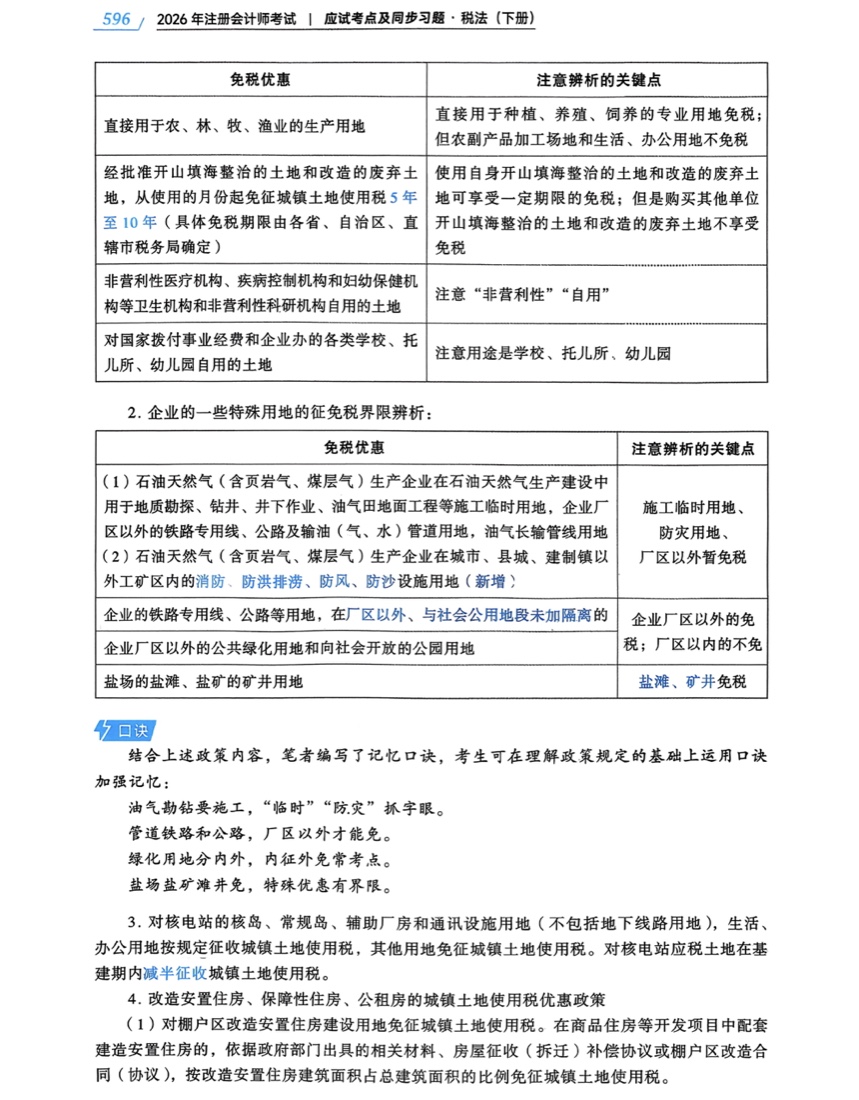 596 2026年注册会计师考试 | 应试考点及同步习题·税法(下册)
免税优惠
注意辨析的关键点
直接用于农、林、牧、渔业的生产用地
直接用于种植、养殖、饲养的专业用地免税;
但农副产品加工场地和生活、办公用地不免税
经批准开山填海整治的土地和改造的废弃土
地,从使用的月份起免征城镇土地使用税5年
至10年(具体免税期限由各省、自治区、直
辖市税务局确定)
使用自身开山填海整治的土地和改造的废弃土
地可享受一定期限的免税;但是购买其他单位
开山填海整治的土地和改造的废弃土地不享受
免税
非营利性医疗机构、疾病控制机构和妇幼保健机
构等卫生机构和非营利性科研机构自用的土地
注意“非营利性”“自用”
对国家拨付事业经费和企业办的各类学校、托
儿所、幼儿园自用的土地
注意用途是学校、托儿所、幼儿园
2. 企业的一些特殊用地的征免税界限辨析:
免税优惠
注意辨析的关键点
(1)石油天然气(含页岩气、煤层气)生产企业在石油天然气生产建设中
用于地质勘探、钻井、井下作业、油气田地面工程等施工临时用地,企业厂
区以外的铁路专用线、公路及输油(气、水)管道用地,油气长输管线用地
(2)石油天然气(含页岩气、煤层气)生产企业在城市、县城、建制镇以
外工矿区内的消防、防洪排涝、防风、防沙设施用地(新增)
施工临时用地、
防灾用地、
厂区以外暂免税
企业的铁路专用线、公路等用地,在厂区以外、与社会公用地段未加隔离的
企业厂区以外的公共绿化用地和向社会开放的公园用地
企业厂区以外的免
税;厂区以内的不免
盐场的盐滩、盐矿的矿井用地
盐滩、矿井免税
口诀
结合上述政策内容,笔者编写了记忆口诀,考生可在理解政策规定的基础上运用口诀
加强记忆:
油气勘钻要施工,“临时”“防灾”抓字眼。
管道铁路和公路,厂区以外才能免。
绿化用地分内外,内征外免常考点。
盐场盐矿滩井免,特殊优惠有界限。
3. 对核电站的核岛、常规岛、辅助厂房和通讯设施用地(不包括地下线路用地),生活、
办公用地按规定征收城镇土地使用税,其他用地免征城镇土地使用税。对核电站应税土地在基
建期内减半征收城镇土地使用税。
4. 改造安置住房、保障性住房、公租房的城镇土地使用税优惠政策
(1)对棚户区改造安置住房建设用地免征城镇土地使用税。在商品住房等开发项目中配套
建造安置住房的,依据政府部门出具的相关材料、房屋征收(拆迁)补偿协议或棚户区改造合
同(协议),按改造安置住房建筑面积占总建筑面积的比例免征城镇土地使用税。